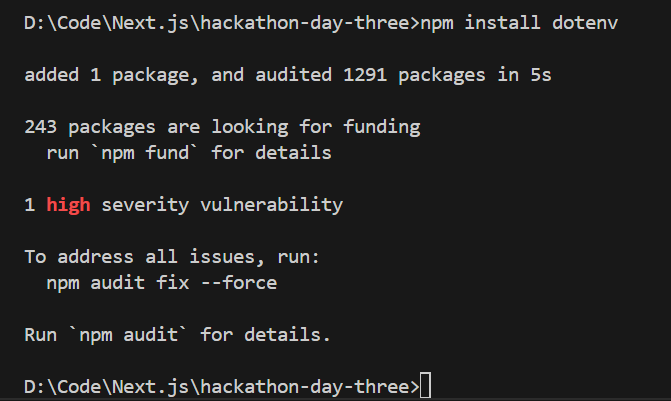 D:\Code\Next.js\hackathon-day-three>npm install dotenv
added 1 package, and audited 1291 packages in 5s
243 packages are looking for funding
  run `npm fund` for details
1 high severity vulnerability
To address all issues, run:
  npm audit fix --force
Run `npm audit` for details.
D:\Code\Next.js\hackathon-day-three>